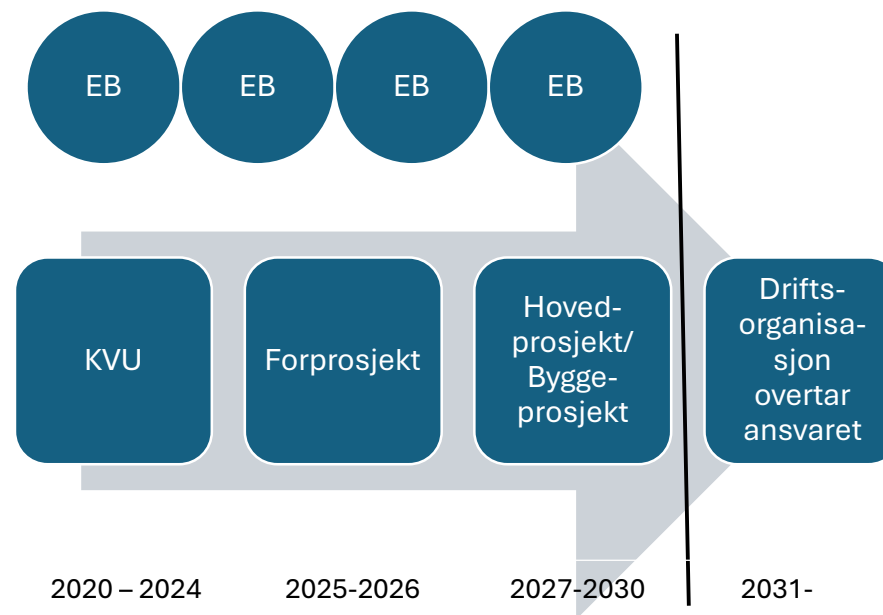 EB EB EB EB
KVU
Forprosjekt
Hoved-
prosjekt/
Bygge-
prosjekt
Drifts-
organisa-
sjon
overtar
ansvaret
2020 – 2024 2025-2026 2027-2030 2031-